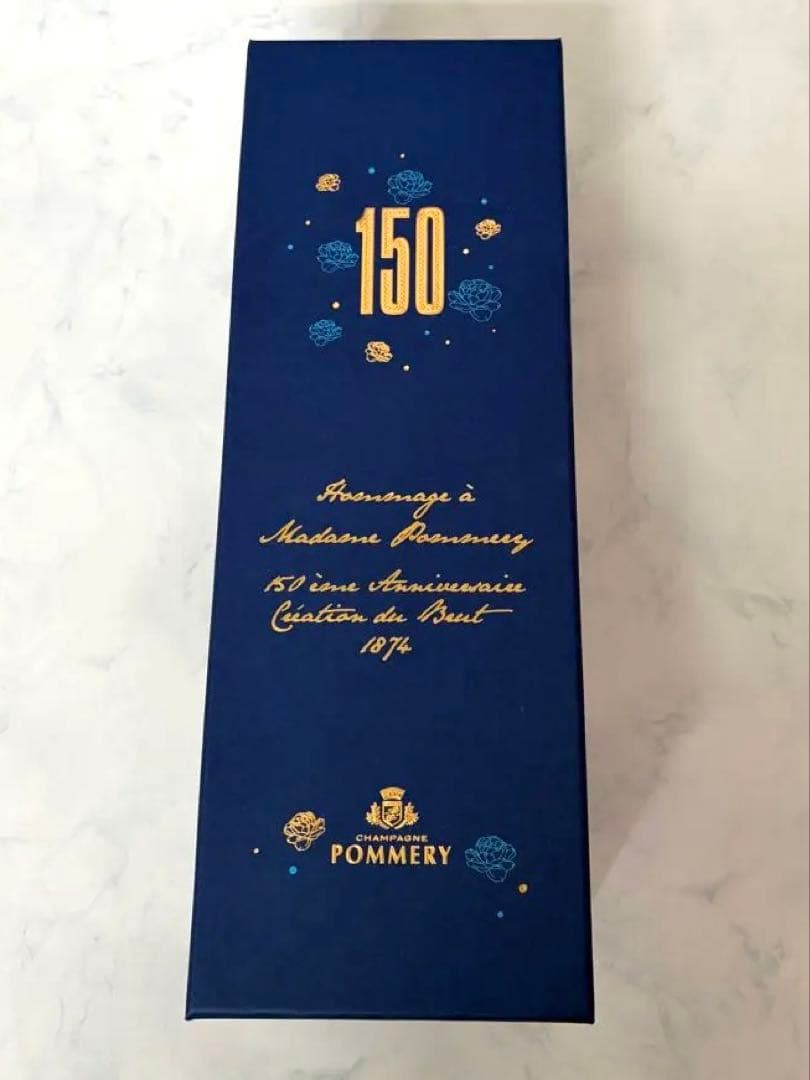 150
Hommage à
Madame Pommery
150 ème Anniversaire
Création du Brut
1874
CHAMPAGNE
POMMERY